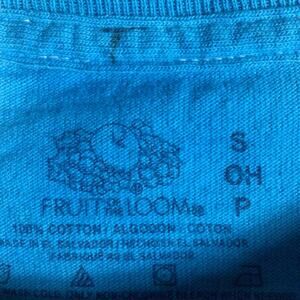 FRUIT OF THE LOOM®
S
CH
P
100% COTTON / ALGODON / COTON
MADE IN EL SALVADOR / HECHO EN EL SALVADOR
FABRIQUÉ AU EL SALVADOR